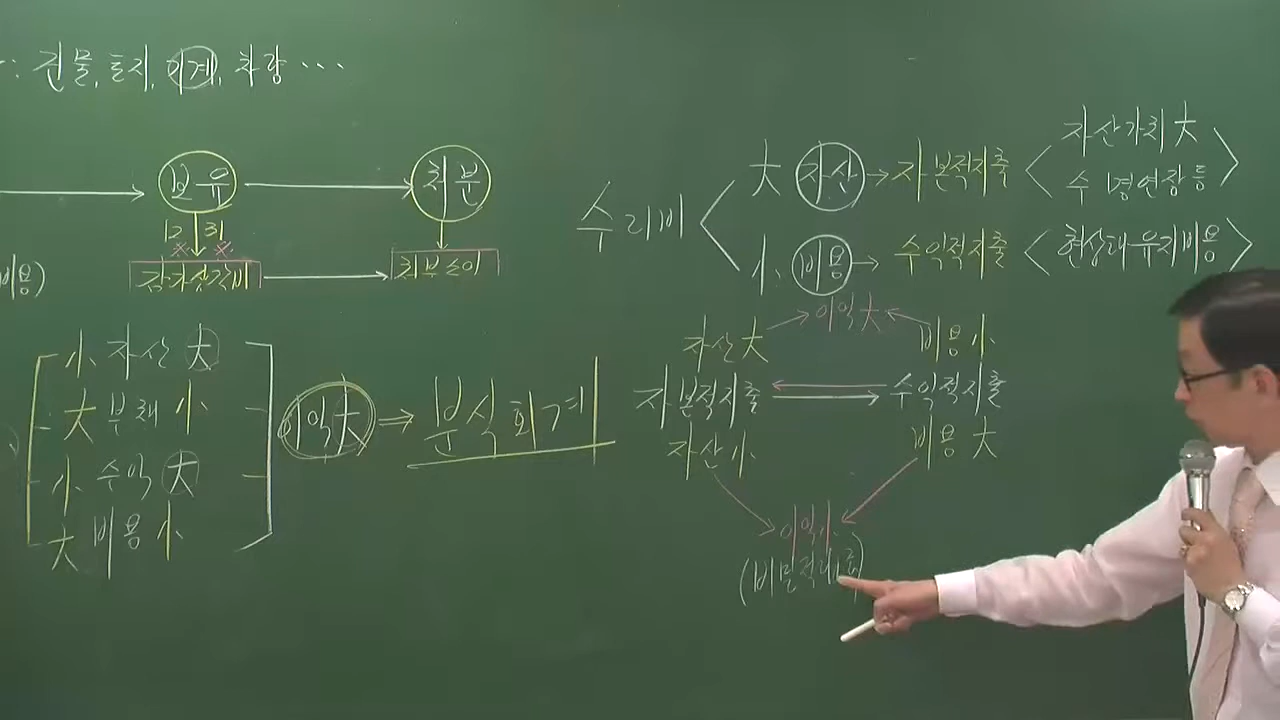 : 건물, 토지, 기계, 차량 …
보유 → 처분
12 31
감가상각비 → 처분손익
비용)
小 자산 大
大 부채 小
小 수익 大
大 비용 小
이익大 ⇒ 분식회계
수리비
大 자산 → 자본적지출 < 자산가치 大
수명연장 등 >
小 비용 → 수익적지출 < 현상태 유지비용 >
이익大
자산大 비용小
자본적지출 수익적지출
자산小 비용大
이익小
(비밀적립금)